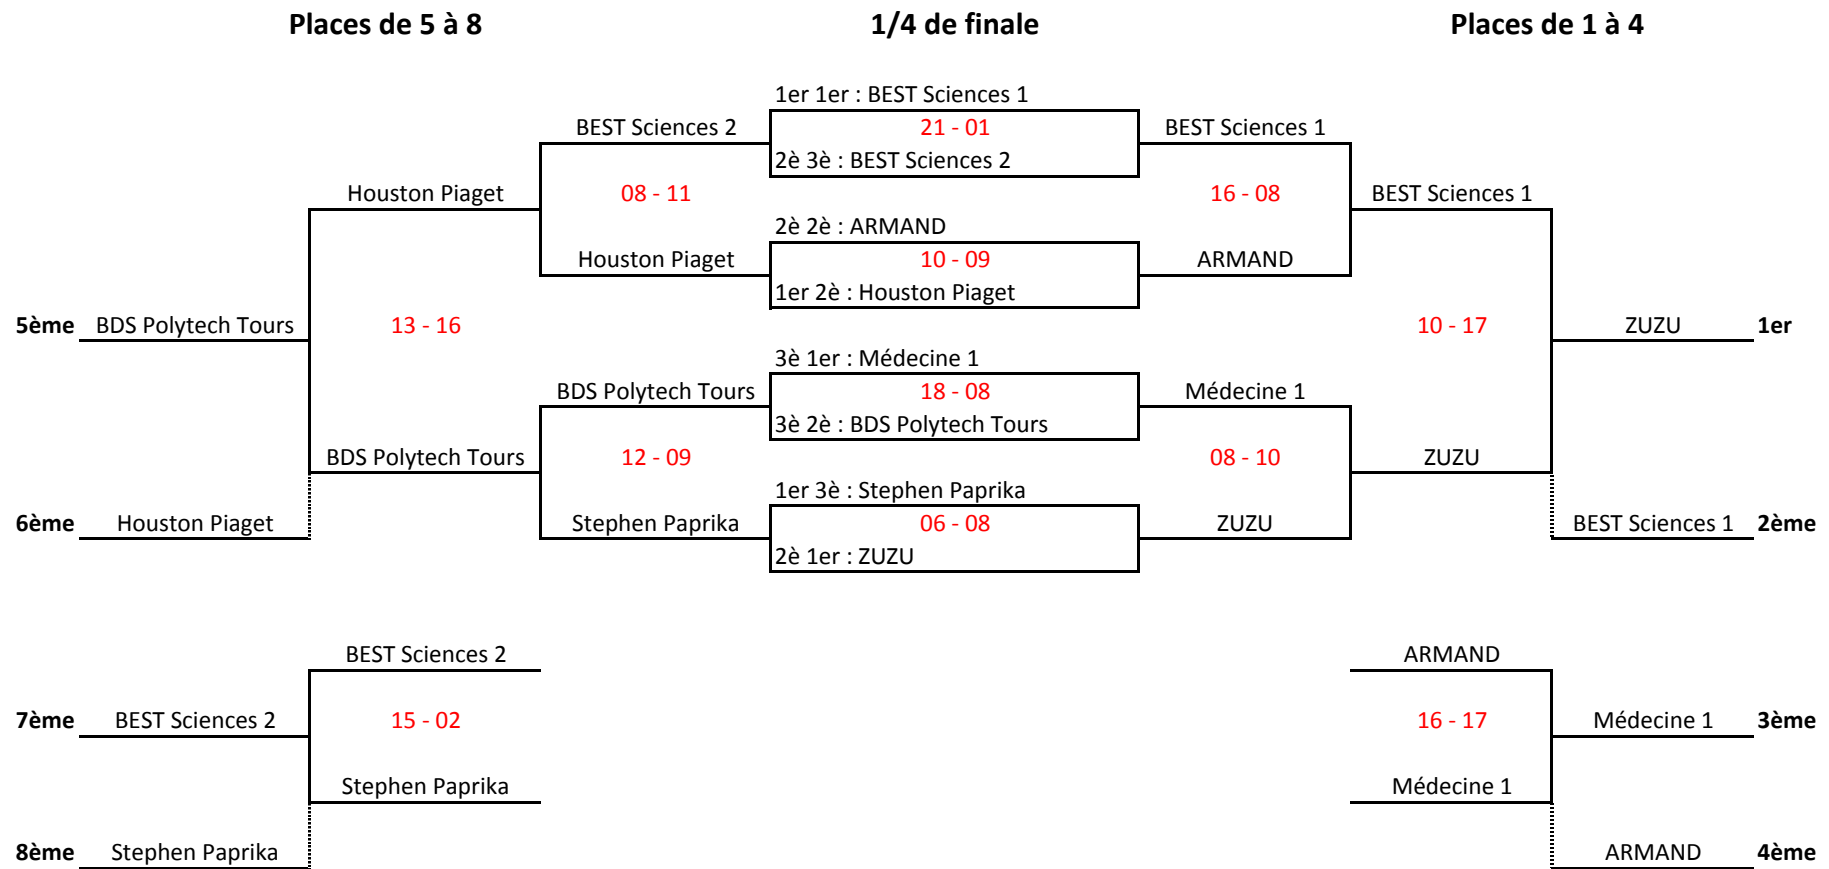 Places de 5 à 8 1/4 de finale Places de 1 à 4
1er 1er : BEST Sciences 1
BEST Sciences 2 21 - 01 BEST Sciences 1
2è 3è : BEST Sciences 2
Houston Piaget 08 - 11 16 - 08 BEST Sciences 1
2è 2è : ARMAND
Houston Piaget 10 - 09 ARMAND
1er 2è : Houston Piaget
5ème BDS Polytech Tours 13 - 16 10 - 17 ZUZU 1er
3è 1er : Médecine 1
BDS Polytech Tours 18 - 08 Médecine 1
3è 2è : BDS Polytech Tours
BDS Polytech Tours 12 - 09 08 - 10 ZUZU
1er 3è : Stephen Paprika
6ème Houston Piaget Stephen Paprika 06 - 08 ZUZU BEST Sciences 1 2ème
2è 1er : ZUZU
BEST Sciences 2 ARMAND
7ème BEST Sciences 2 15 - 02 16 - 17 Médecine 1 3ème
Stephen Paprika Médecine 1
8ème Stephen Paprika ARMAND 4ème